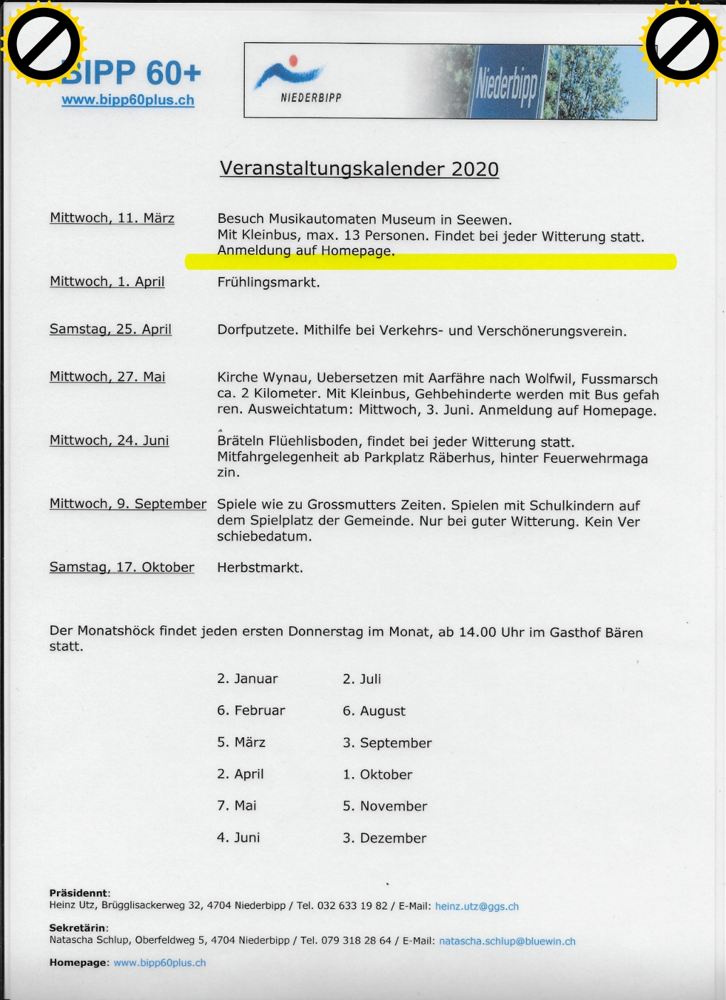 BIPP 60+
www.bipp60plus.ch
NIEDERBIPP
Niederbipp
Veranstaltungskalender 2020
Mittwoch, 11. März Besuch Musikautomaten Museum in Seewen.
Mit Kleinbus, max. 13 Personen. Findet bei jeder Witterung statt.
Anmeldung auf Homepage.
Mittwoch, 1. April Frühlingsmarkt.
Samstag, 25. April Dorfputzete. Mithilfe bei Verkehrs- und Verschönerungsverein.
Mittwoch, 27. Mai Kirche Wynau, Uebersetzen mit Aarfähre nach Wolfwil, Fussmarsch
ca. 2 Kilometer. Mit Kleinbus, Gehbehinderte werden mit Bus gefah
ren. Ausweichtatum: Mittwoch, 3. Juni. Anmeldung auf Homepage.
Mittwoch, 24. Juni Bräteln Flüehlisboden, findet bei jeder Witterung statt.
Mitfahrgelegenheit ab Parkplatz Räberhus, hinter Feuerwehrmaga
zin.
Mittwoch, 9. September Spiele wie zu Grossmutters Zeiten. Spielen mit Schulkindern auf
dem Spielplatz der Gemeinde. Nur bei guter Witterung. Kein Ver
schiebedatum.
Samstag, 17. Oktober Herbstmarkt.
Der Monatshöck findet jeden ersten Donnerstag im Monat, ab 14.00 Uhr im Gasthof Bären
statt.
2. Januar 2. Juli
6. Februar 6. August
5. März 3. September
2. April 1. Oktober
7. Mai 5. November
4. Juni 3. Dezember
Präsidennt:
Heinz Utz, Brügglisackerweg 32, 4704 Niederbipp / Tel. 032 633 19 82 / E-Mail: heinz.utz@ggs.ch
Sekretärin:
Natascha Schlup, Oberfeldweg 5, 4704 Niederbipp / Tel. 079 318 28 64 / E-Mail: natascha.schlup@bluewin.ch
Homepage: www.bipp60plus.ch